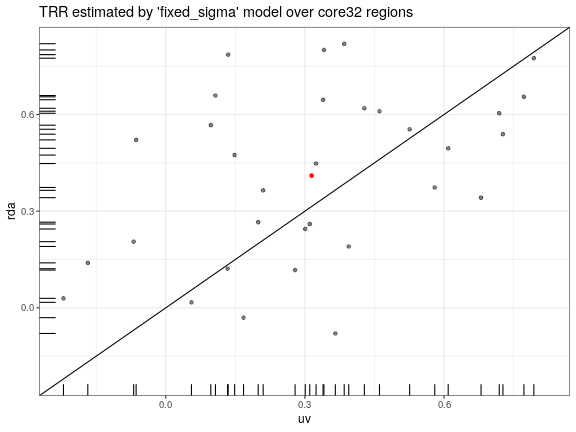 TRR estimated by 'fixed_sigma' model over core32 regions
rda
0.6
0.3
0.0
0.0
0.3
0.6
uv